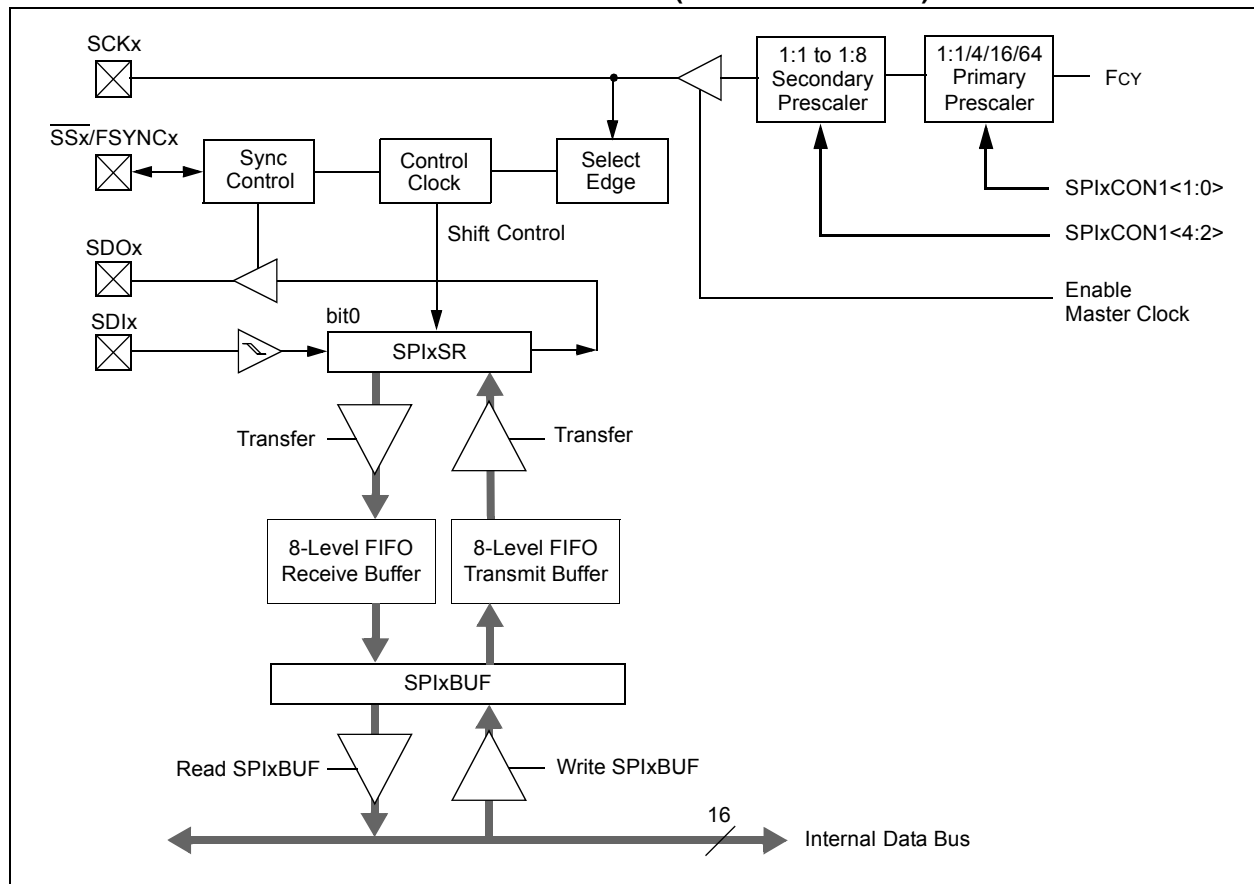 SCKx
SSx/FSYNCx
SDOx
SDIx
Sync
Control
Control
Clock
Select
Edge
1:1 to 1:8
Secondary
Prescaler
1:1/4/16/64
Primary
Prescaler
FCY
SPIxCON1<1:0>
SPIxCON1<4:2>
Enable
Master Clock
Shift Control
bit0
SPIxSR
Transfer
Transfer
8-Level FIFO
Receive Buffer
8-Level FIFO
Transmit Buffer
SPIxBUF
Read SPIxBUF
Write SPIxBUF
16
Internal Data Bus